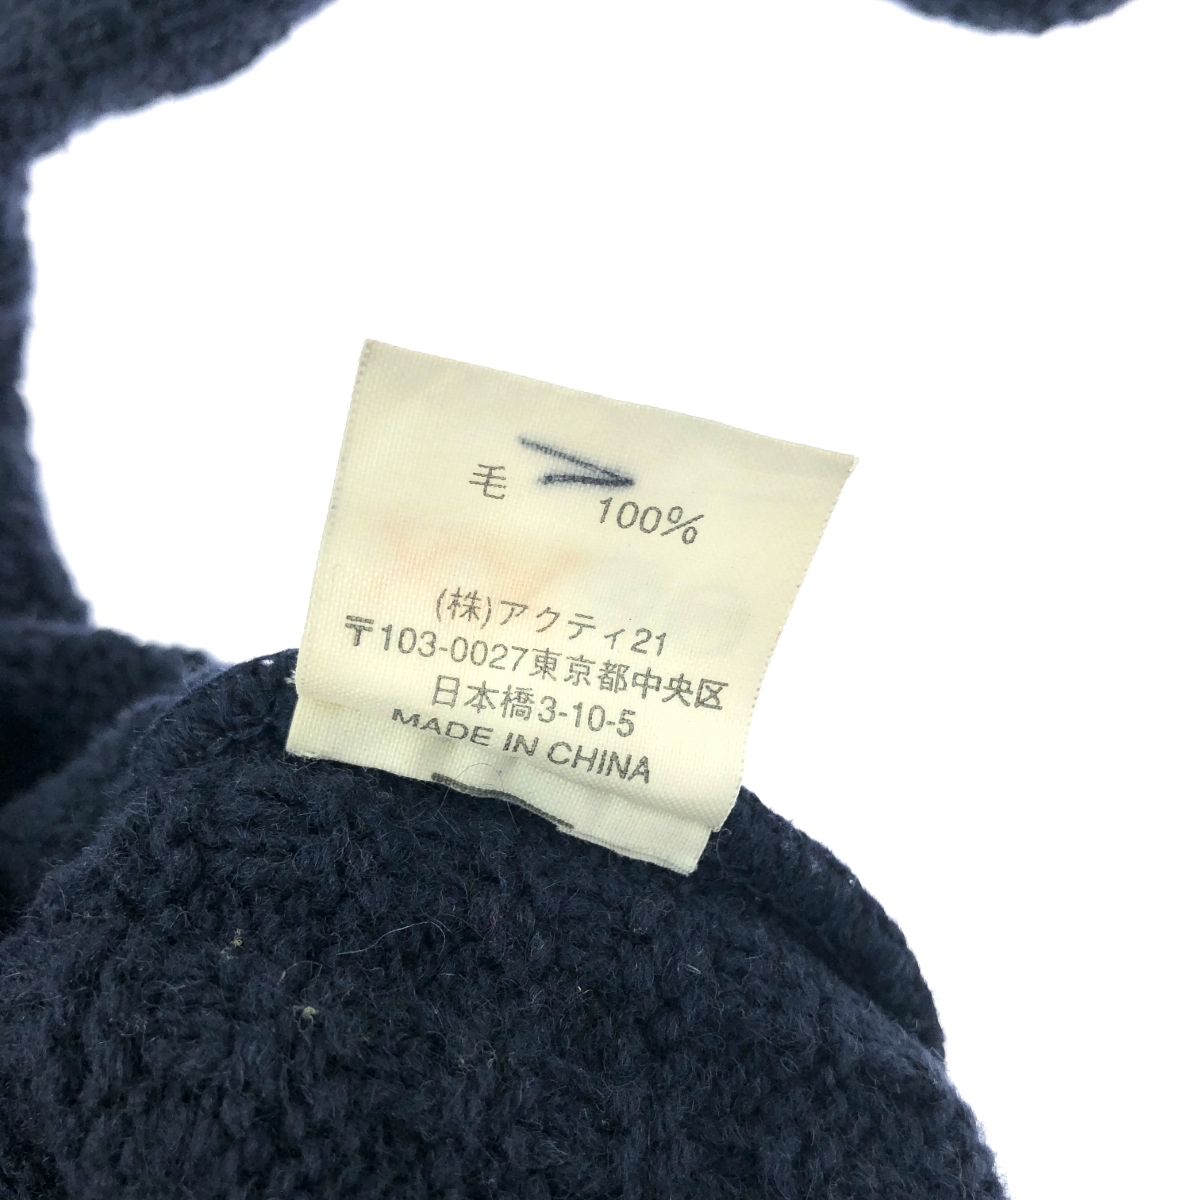 毛 100%
(株)アクティ21
〒103-0027東京都中央区
日本橋3-10-5
MADE IN CHINA